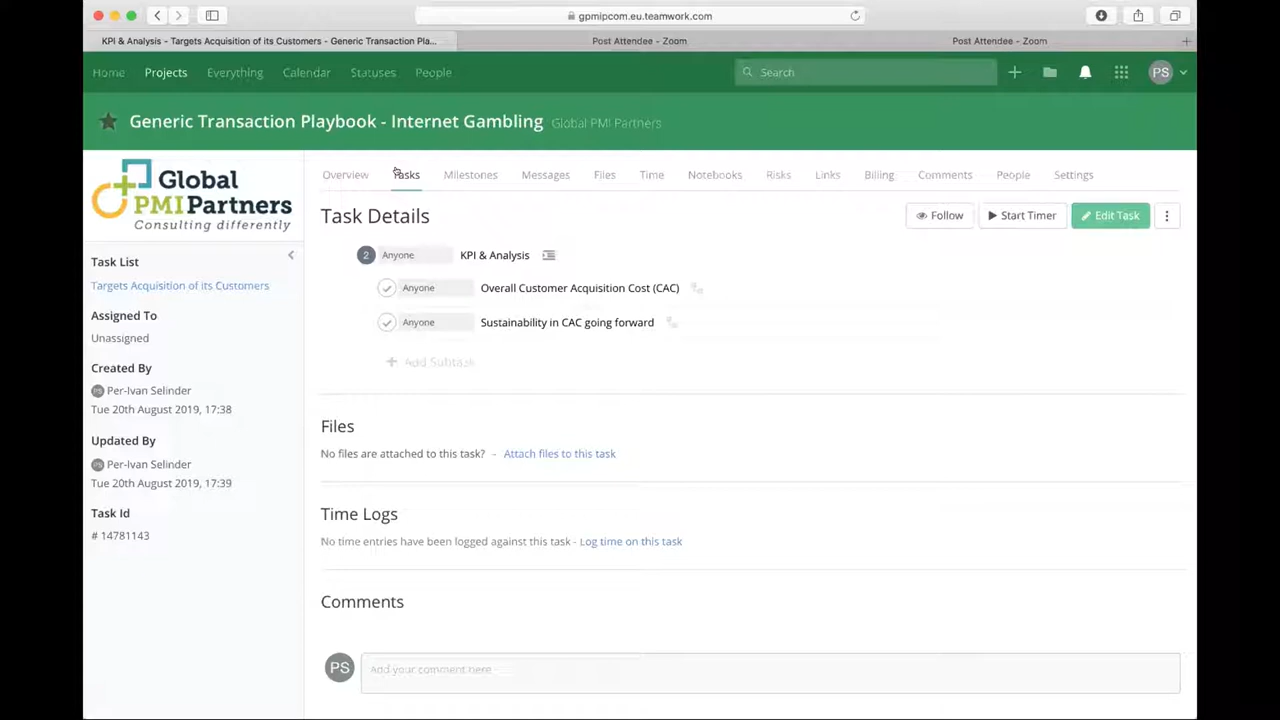 gpmipcom.eu.teamwork.com
KPI & Analysis - Targets Acquisition of its Customers - Generic Transaction Pla...
Post Attendee - Zoom
Post Attendee - Zoom
Home Projects Everything Calendar Statuses People
Search
PS
Generic Transaction Playbook - Internet Gambling Global PMI Partners
Global
PMI Partners
Consulting differently
Overview Tasks Milestones Messages Files Time Notebooks Risks Links Billing Comments People Settings
Task Details
Follow Start Timer Edit Task
2 Anyone KPI & Analysis
Anyone Overall Customer Acquisition Cost (CAC)
Anyone Sustainability in CAC going forward
Add Subtask
Task List
Targets Acquisition of its Customers
Assigned To
Unassigned
Created By
PS Per-Ivan Selinder
Tue 20th August 2019, 17:38
Updated By
PS Per-Ivan Selinder
Tue 20th August 2019, 17:39
Task Id
# 14781143
Files
No files are attached to this task? - Attach files to this task
Time Logs
No time entries have been logged against this task - Log time on this task
Comments
PS Add your comment here -